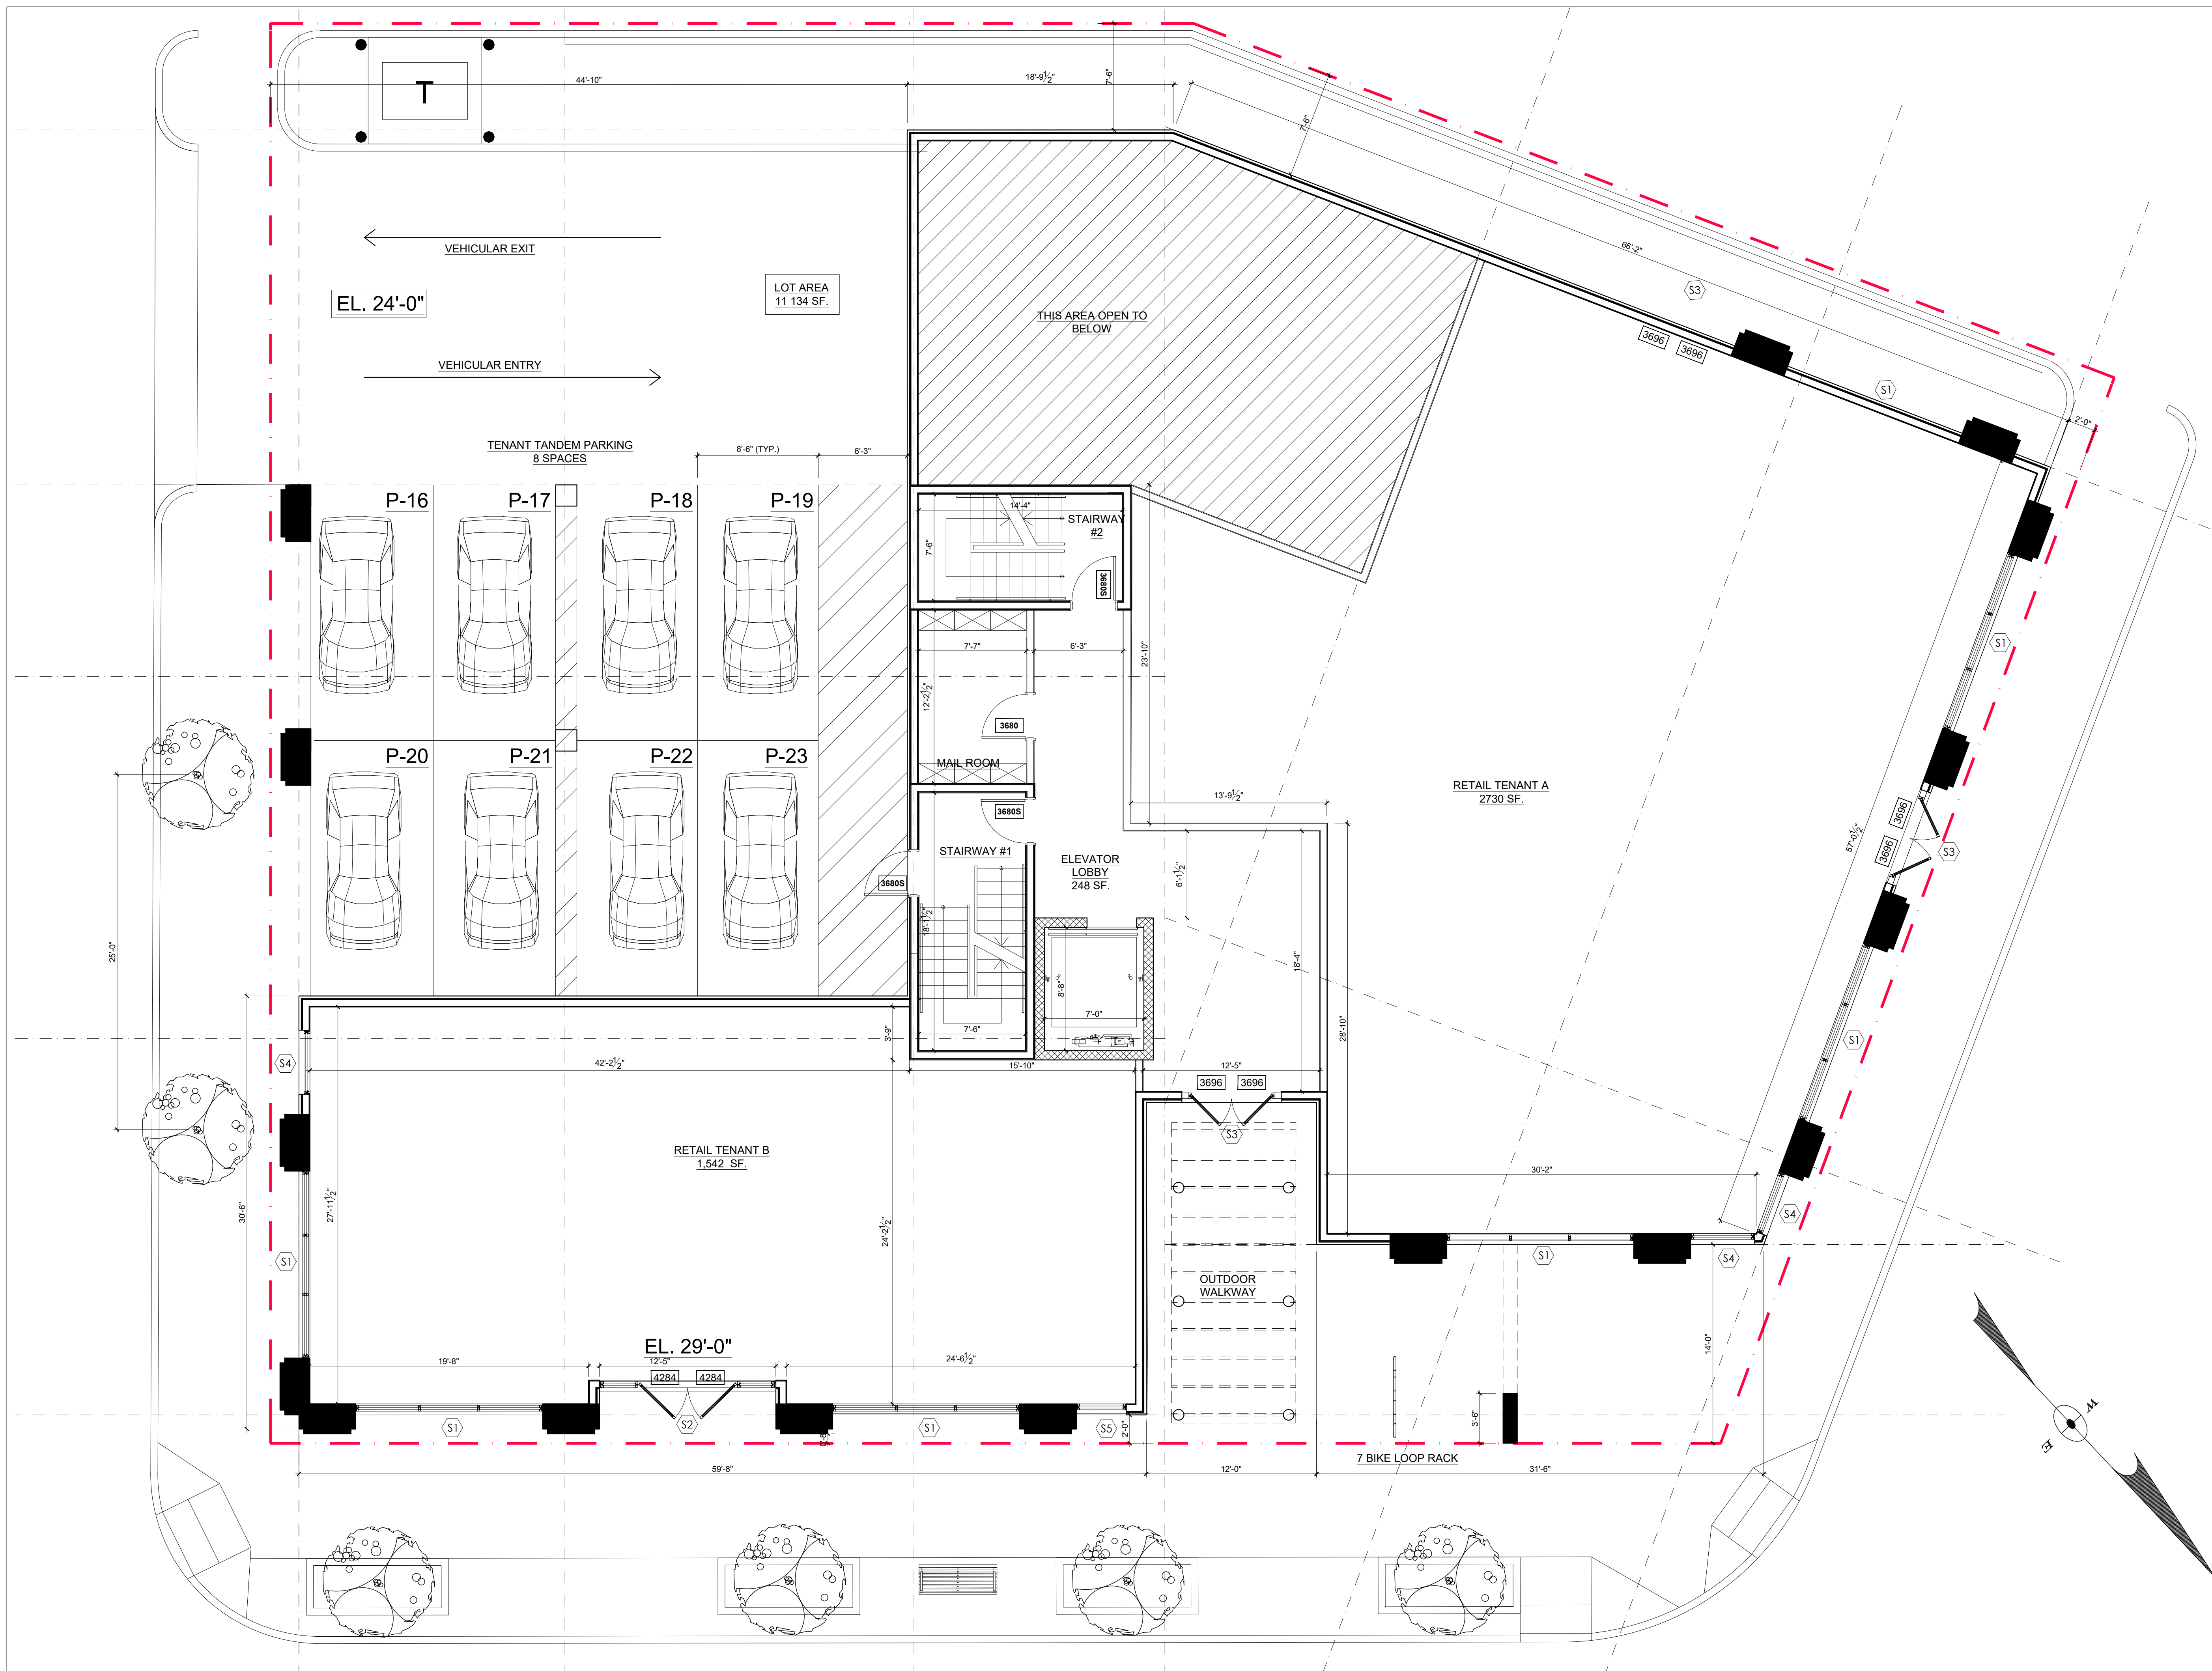 44'-10"
18'-9½"
7'-6"
T
7'-6"
66'-2"
VEHICULAR EXIT
LOT AREA
11 134 SF.
EL. 24'-0"
S3
THIS AREA OPEN TO
BELOW
3696
3696
VEHICULAR ENTRY
S1
2'-0"
TENANT TANDEM PARKING
8 SPACES
8'-6" (TYP.)
6'-3"
P-16
P-17
P-18
P-19
14'-4"
STAIRWAY
#2
7'-6"
3680S
S1
7'-7"
6'-3"
23'-10"
12'-2½"
3680
P-20
P-21
P-22
P-23
MAIL ROOM
RETAIL TENANT A
2730 SF.
13'-9½"
3680S
3696
3696
57'-0½"
S3
STAIRWAY #1
ELEVATOR
LOBBY
248 SF.
6'-1½"
3680S
18'-1½"
25'-0"
18'-4"
8'-8"
7'-0"
28'-10"
7'-6"
3'-9"
S1
S4
42'-2½"
15'-10"
12'-5"
3696
3696
S3
RETAIL TENANT B
1,542 SF.
30'-2"
S4
30'-6"
27'-11½"
24'-2½"
S1
S1
S4
OUTDOOR
WALKWAY
EL. 29'-0"
14'-0"
19'-8"
12'-5"
24'-6½"
4284
4284
3'-6"
S1
S2
S1
S5
2'-0"
0'-8"
7 BIKE LOOP RACK
59'-8"
12'-0"
31'-6"
W
E